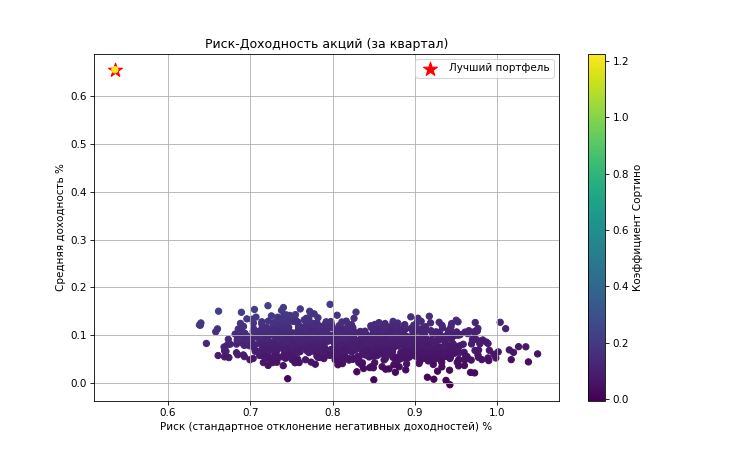 Риск-Доходность акций (за квартал)
Лучший портфель
Средняя доходность %
0.6
0.5
0.4
0.3
0.2
0.1
0.0
0.6 0.7 0.8 0.9 1.0
Риск (стандартное отклонение негативных доходностей) %
1.2
1.0
0.8
0.6
0.4
0.2
0.0
Коэффициент Сортино